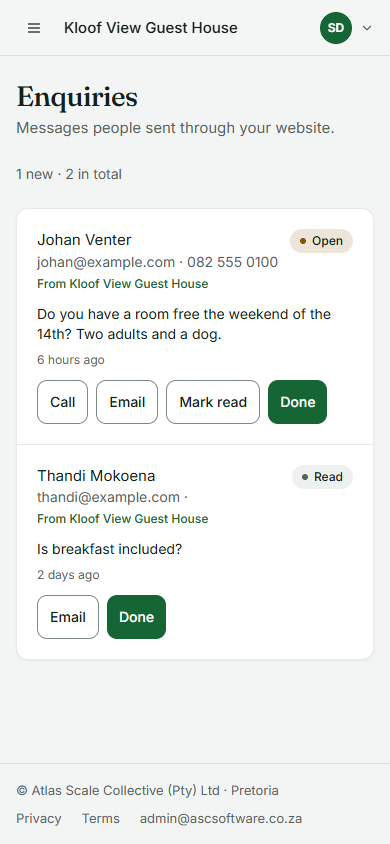 Kloof View Guest House
SD
Enquiries
Messages people sent through your website.
1 new · 2 in total
Johan Venter
Open
johan@example.com · 082 555 0100
From Kloof View Guest House
Do you have a room free the weekend of the
14th? Two adults and a dog.
6 hours ago
Call
Email
Mark read
Done
Thandi Mokoena
Read
thandi@example.com ·
From Kloof View Guest House
Is breakfast included?
2 days ago
Email
Done
© Atlas Scale Collective (Pty) Ltd · Pretoria
Privacy
Terms
admin@ascsoftware.co.za